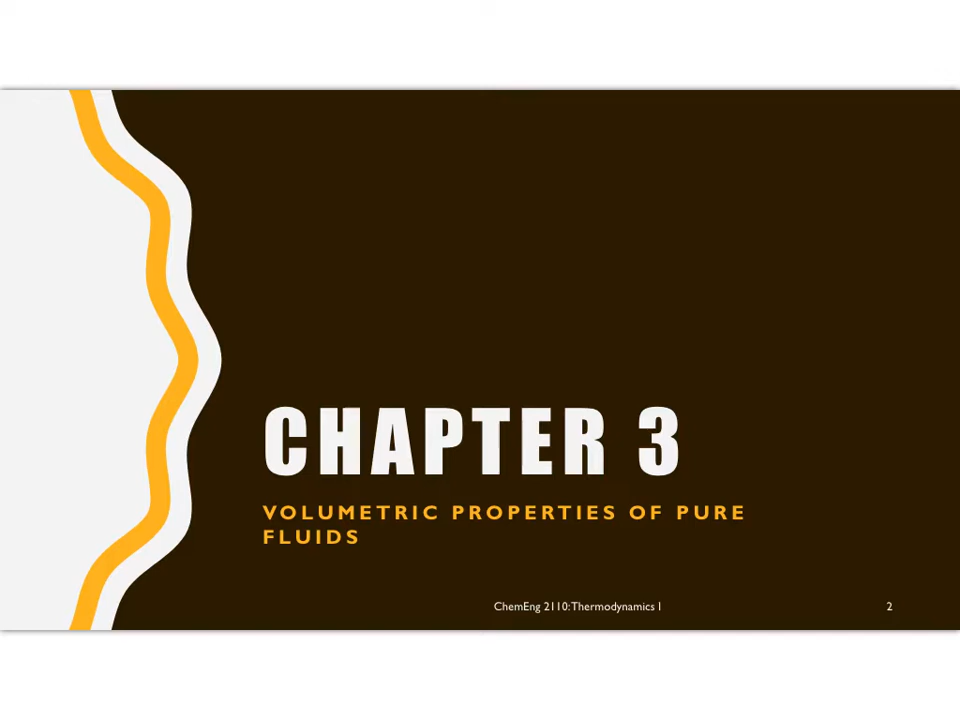 CHAPTER 3
VOLUMETRIC PROPERTIES OF PURE
FLUIDS
ChemEng 2110: Thermodynamics I
2